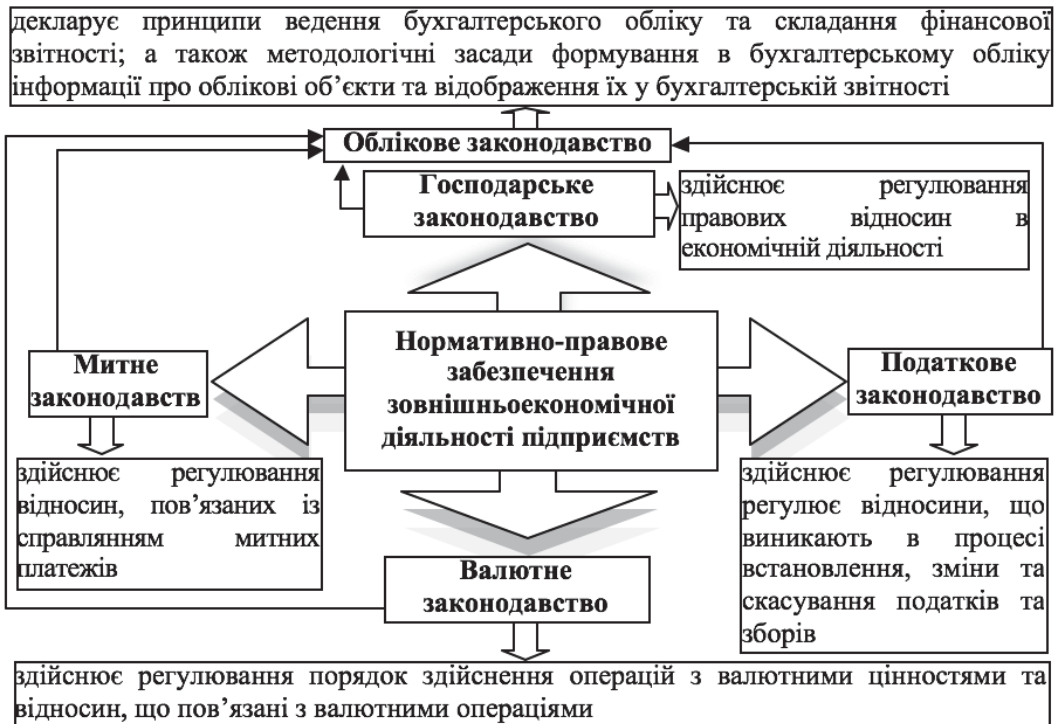 декларує принципи ведення бухгалтерського обліку та складання фінансової
звітності; а також методологічні засади формування в бухгалтерському обліку
інформації про облікові об’єкти та відображення їх у бухгалтерській звітності
Облікове законодавство
Господарське
законодавство
здійснює регулювання
правових відносин в
економічній діяльності
Нормативно-правове
забезпечення
зовнішньоекономічної
діяльності підприємств
Митне
законодавств
Податкове
законодавство
здійснює регулювання
відносин, пов’язаних із
справлянням митних
платежів
здійснює регулювання
регулює відносини, що
виникають в процесі
встановлення, зміни та
скасування податків та
зборів
Валютне
законодавство
здійснює регулювання порядок здійснення операцій з валютними цінностями та
відносин, що пов’язані з валютними операціями